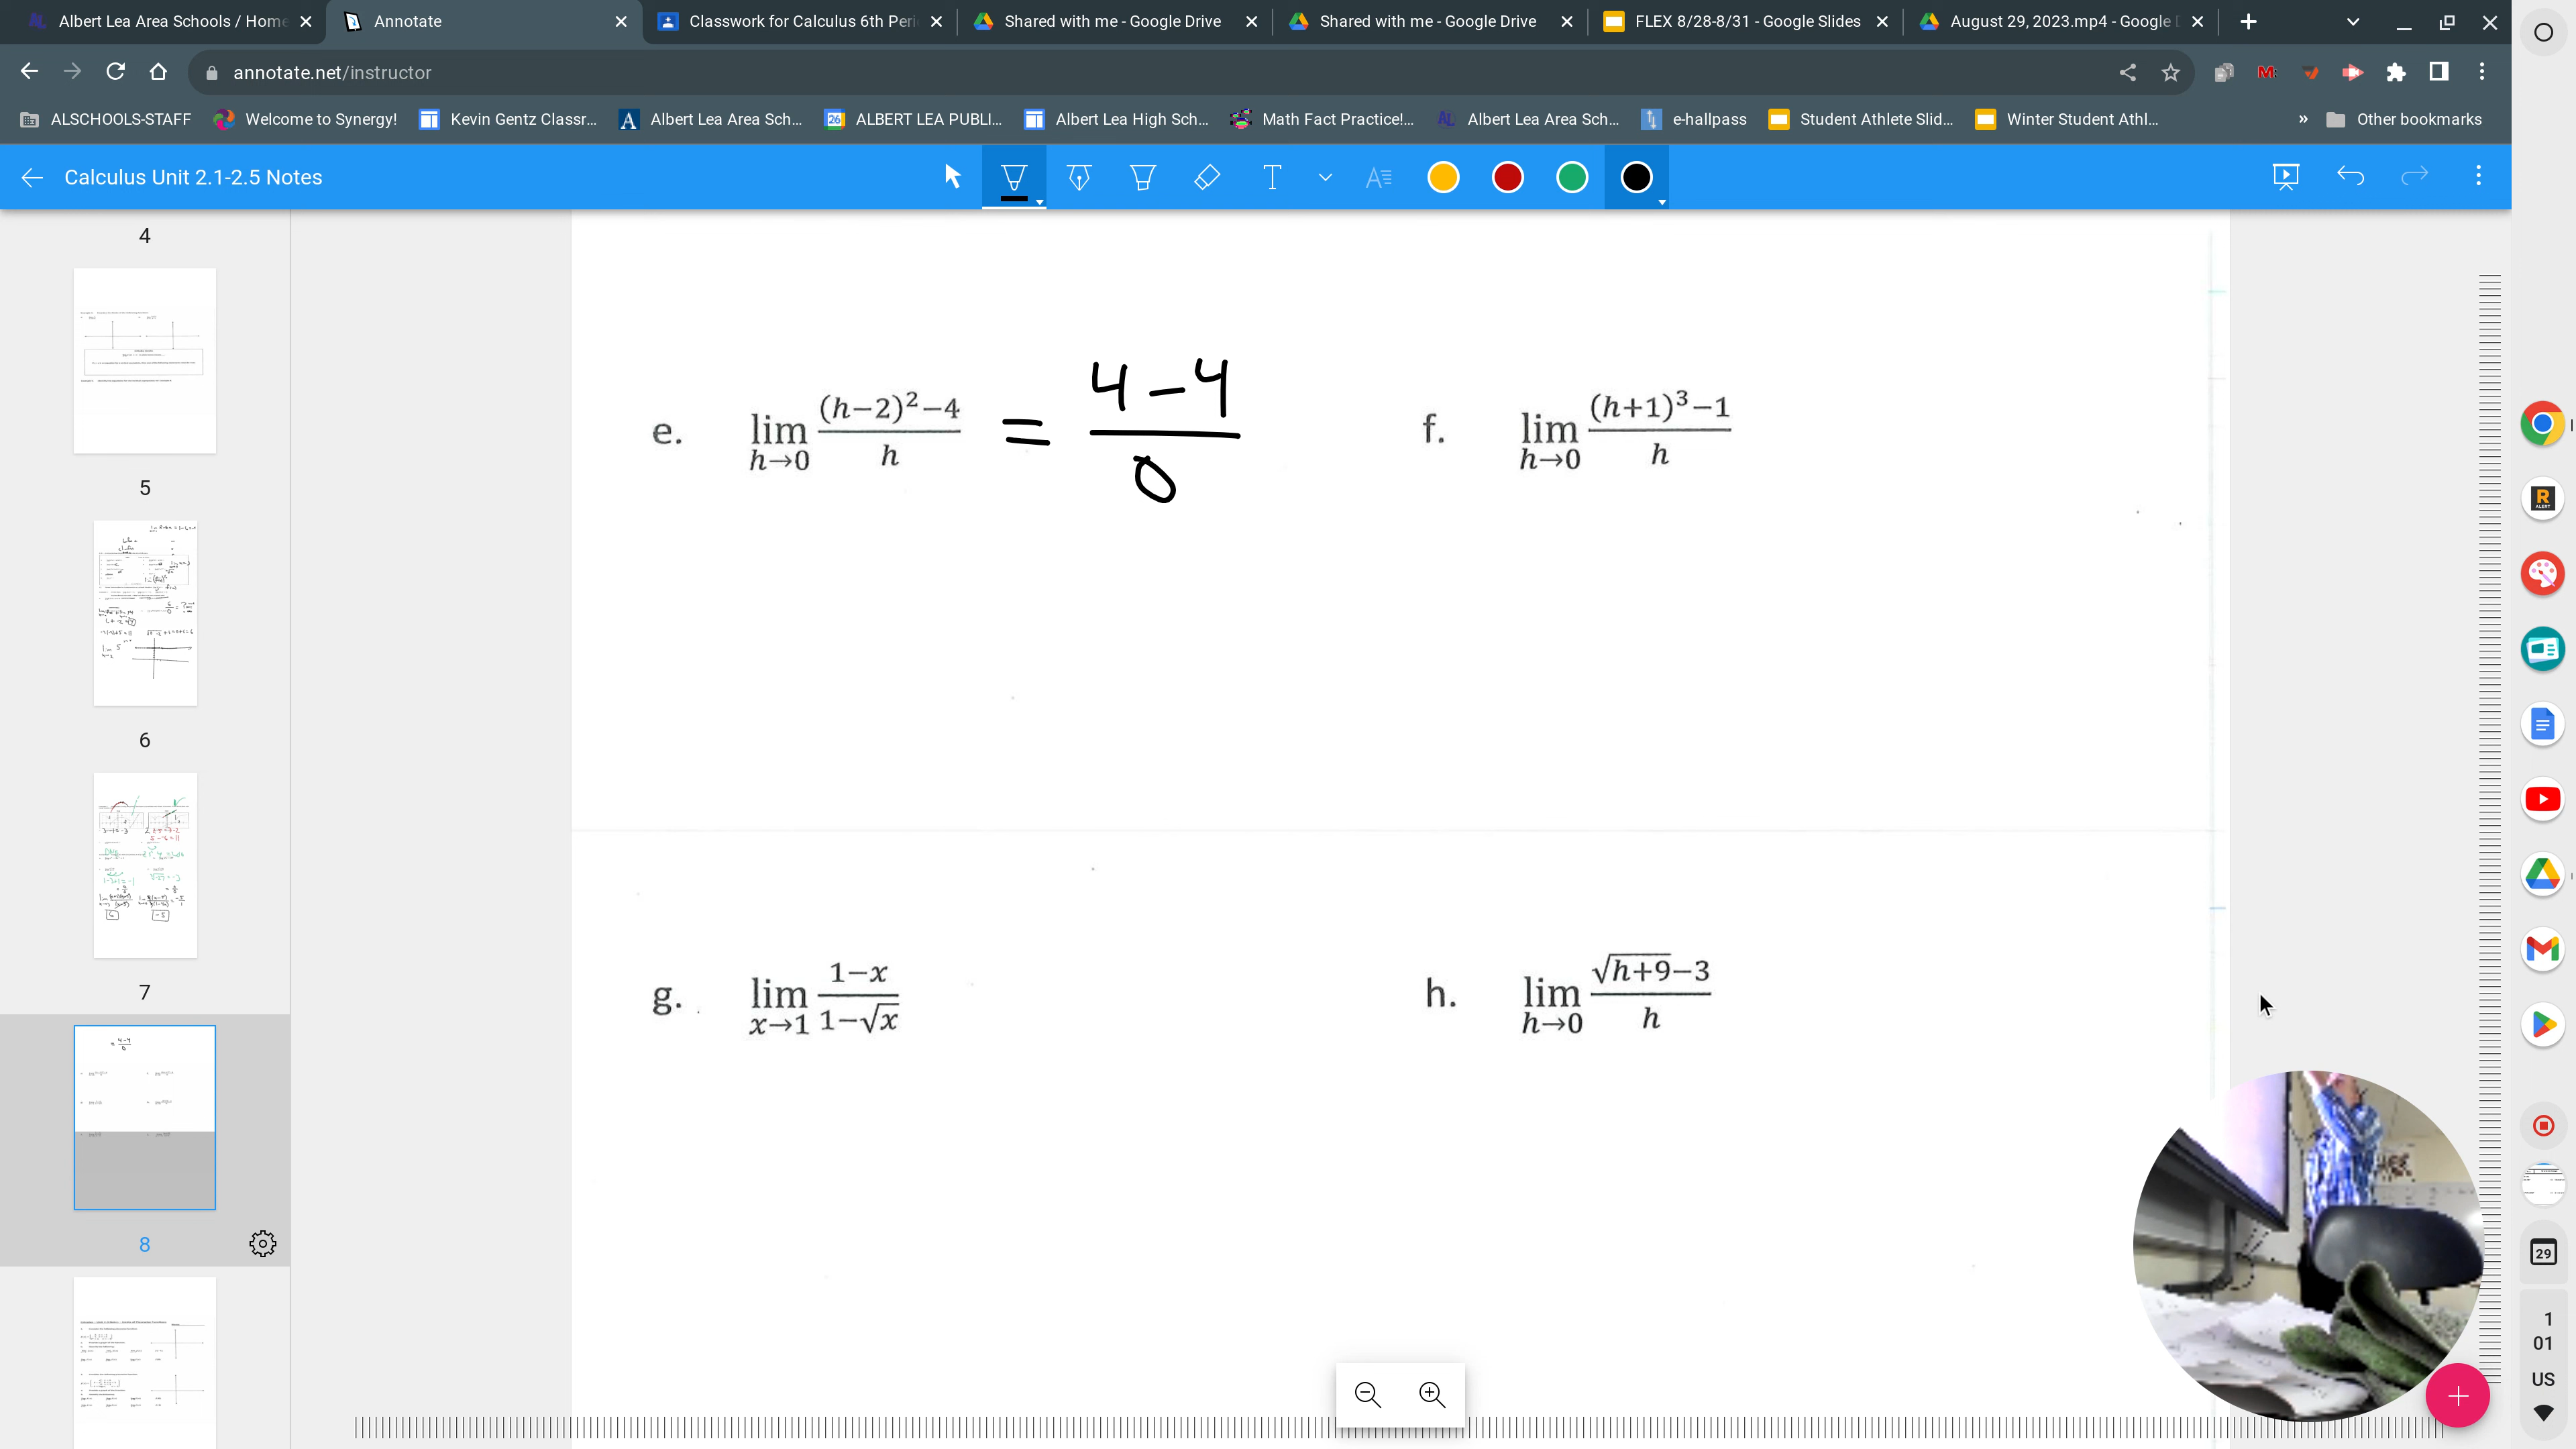 Albert Lea Area Schools / Home
Annotate
Classwork for Calculus 6th Peri
Shared with me - Google Drive
Shared with me - Google Drive
FLEX 8/28-8/31 - Google Slides
August 29, 2023.mp4 - Google D
annotate.net/instructor
ALSCHOOLS-STAFF
Welcome to Synergy!
Kevin Gentz Classr...
Albert Lea Area Sch...
ALBERT LEA PUBLI...
Albert Lea High Sch...
Math Fact Practice!...
Albert Lea Area Sch...
e-hallpass
Student Athlete Slid...
Winter Student Athl...
» Other bookmarks
Calculus Unit 2.1-2.5 Notes
4
5
6
7
8
e. lim h→0 (h−2)²−4 / h = 4−4 / 0
f. lim h→0 (h+1)³−1 / h
g. lim x→1 1−x / 1−√x
h. lim h→0 √h+9−3 / h
R
ALERT
29
1
01
US